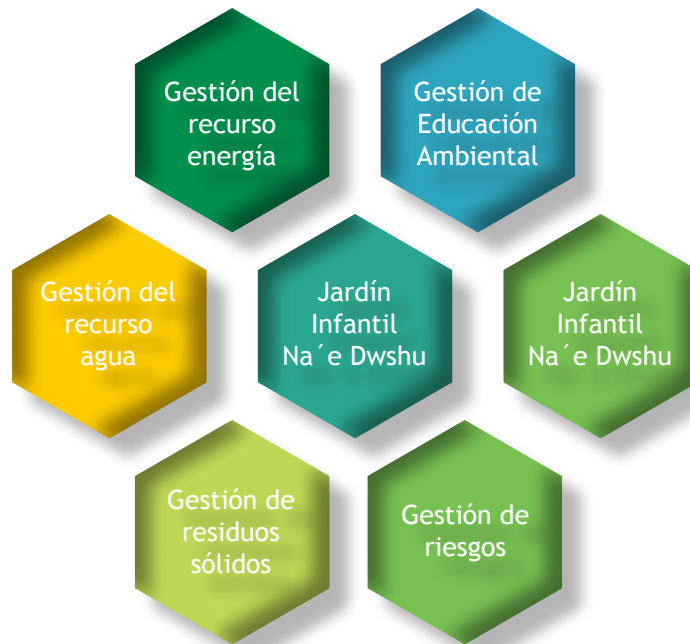 Gestión del
recurso
energía
Gestión de
Educación
Ambiental
Gestión del
recurso
agua
Jardín
Infantil
Na´e Dwshu
Jardín
Infantil
Na´e Dwshu
Gestión de
residuos
sólidos
Gestión de
riesgos